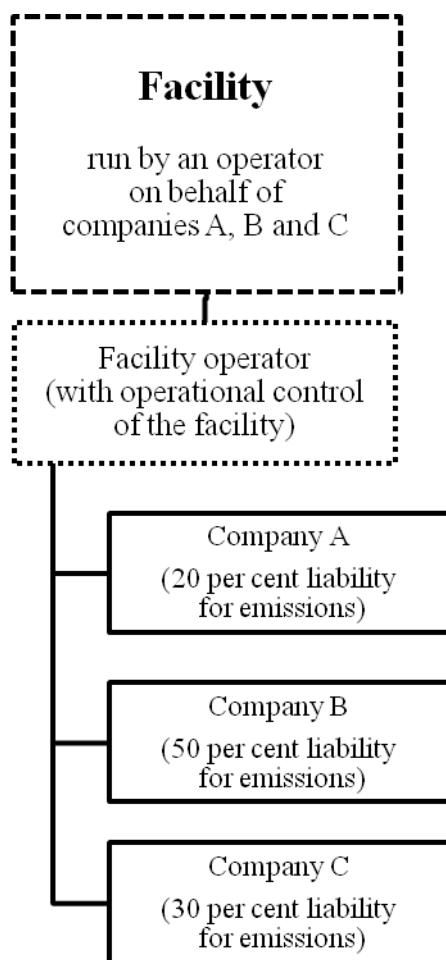 Facility
run by an operator
on behalf of
companies A, B and C
Facility operator
(with operational control
of the facility)
Company A
(20 per cent liability
for emissions)
Company B
(50 per cent liability
for emissions)
Company C
(30 per cent liability
for emissions)